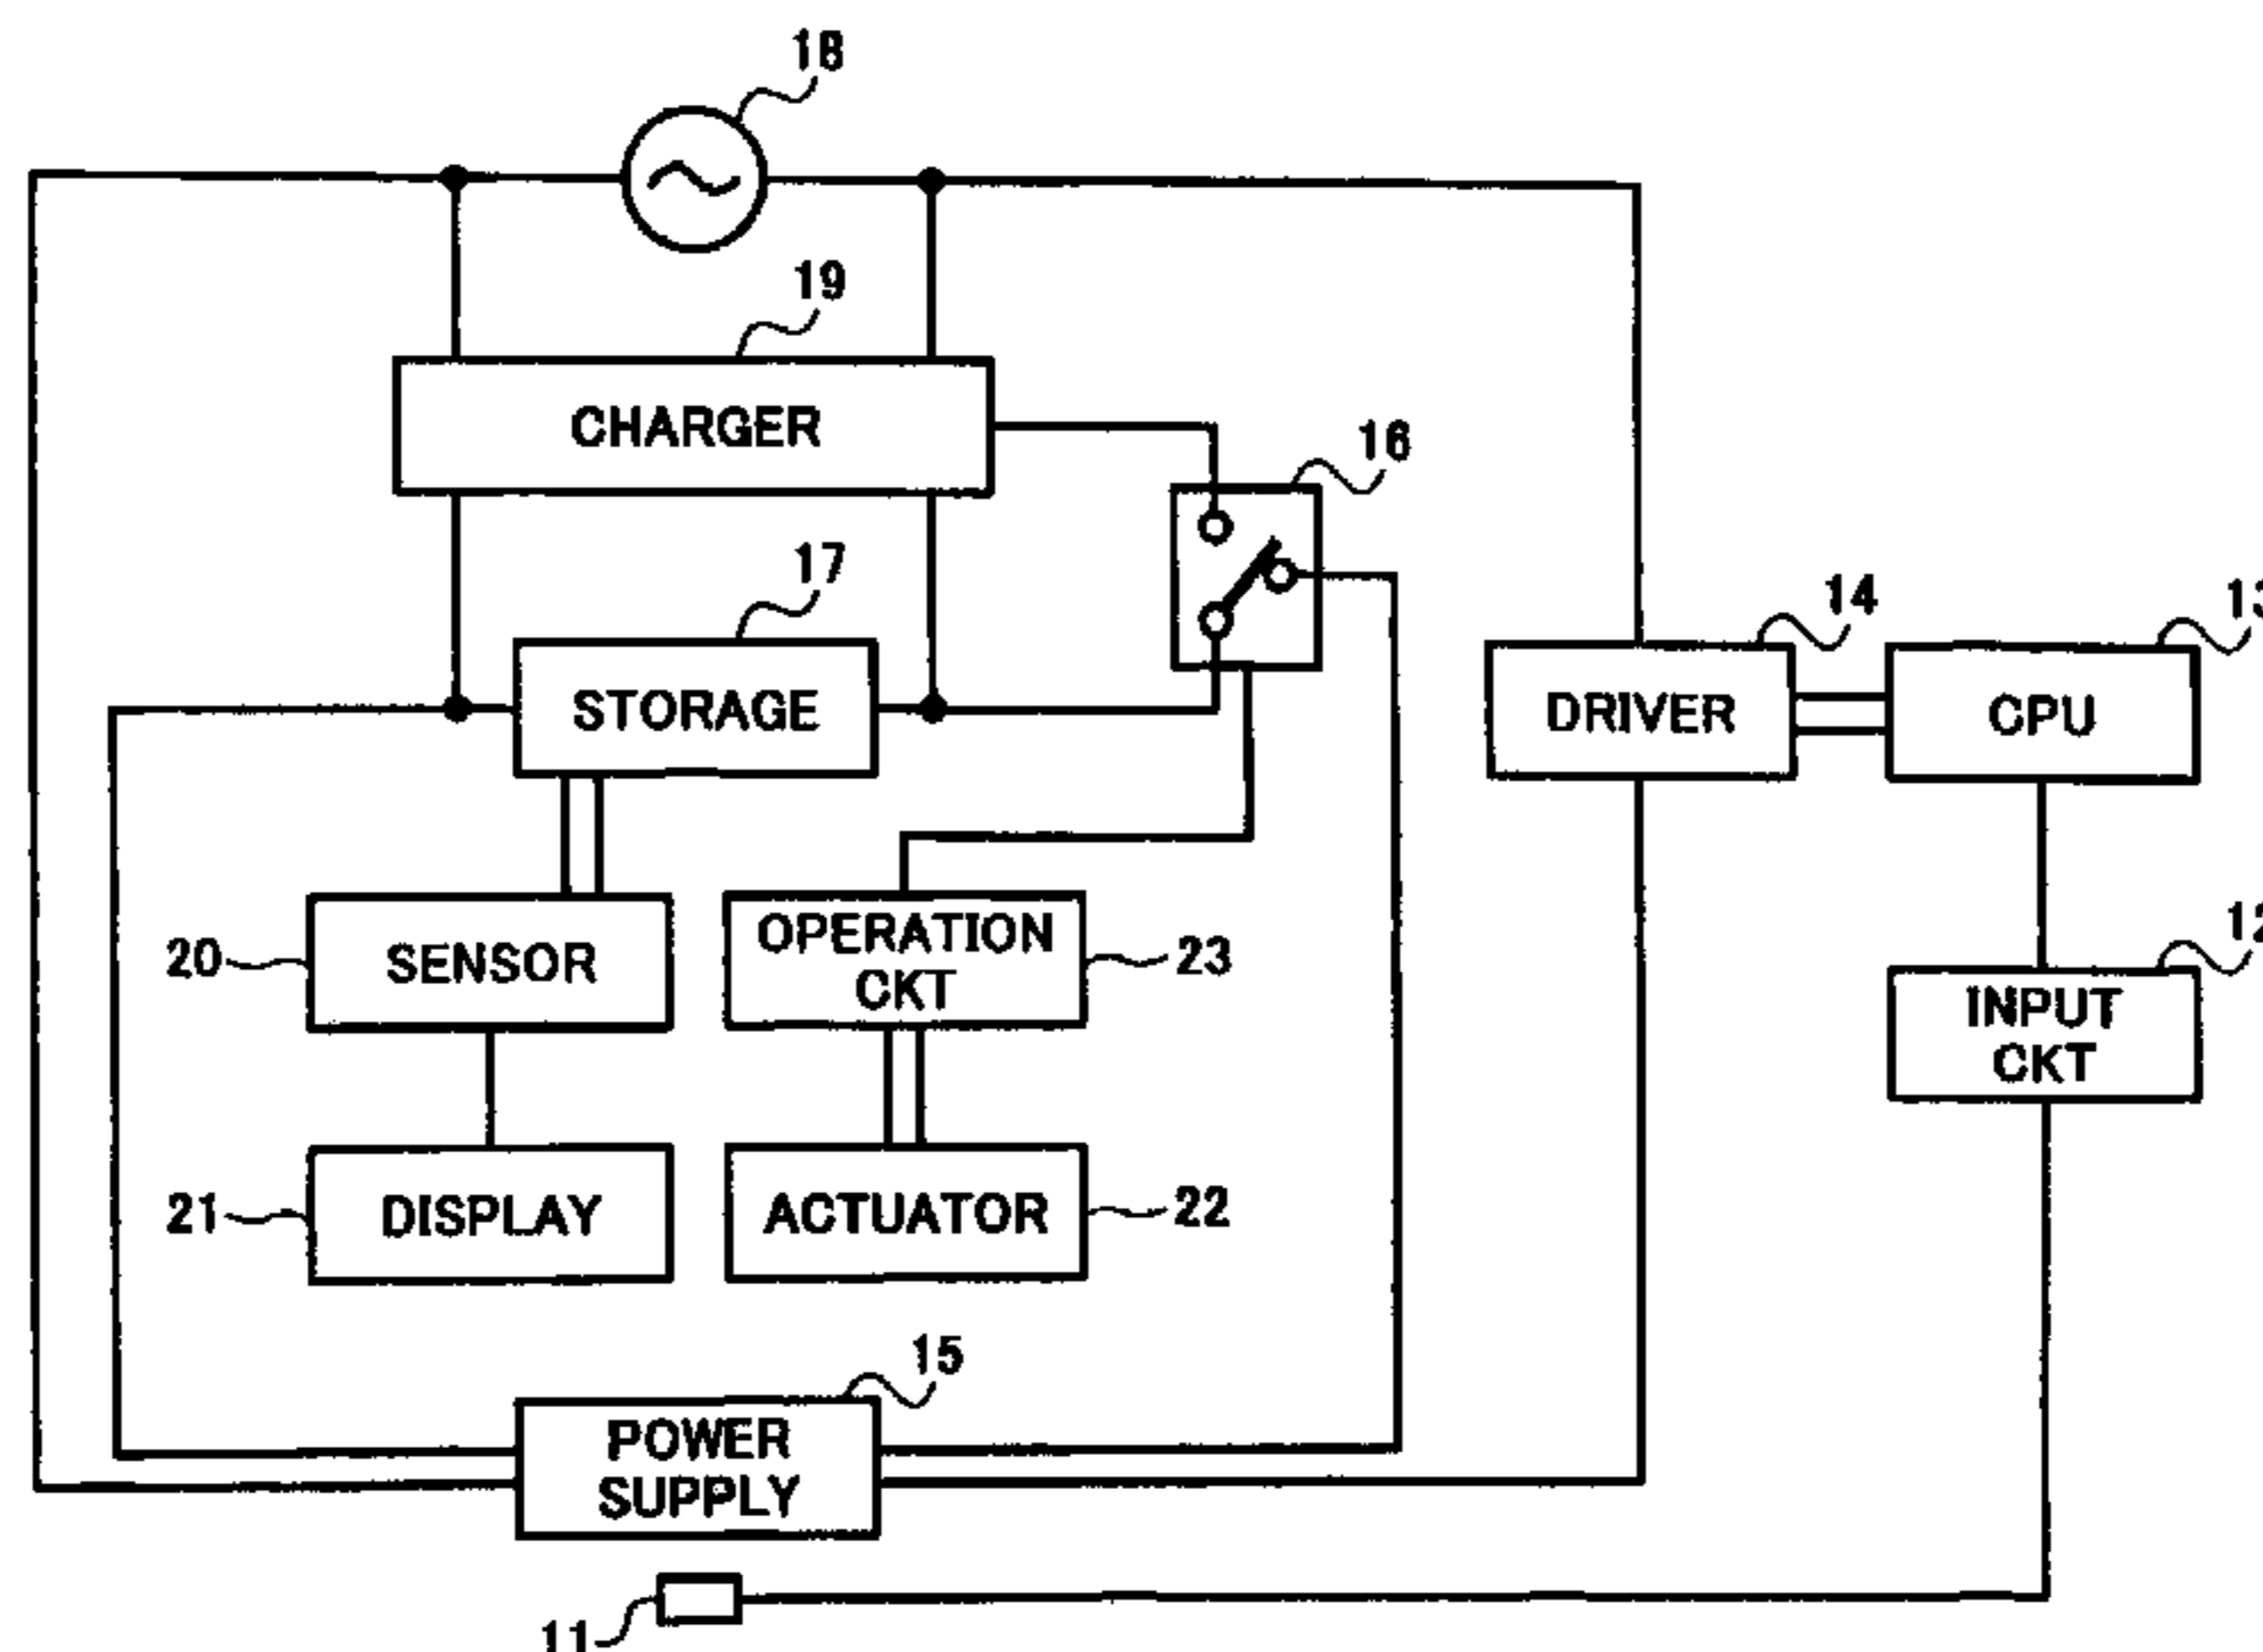 18
19
CHARGER
16
17
14
13
STORAGE
DRIVER
CPU
12
OPERATION
CKT
20
SENSOR
23
INPUT
CKT
21
DISPLAY
ACTUATOR
22
15
POWER
SUPPLY
11